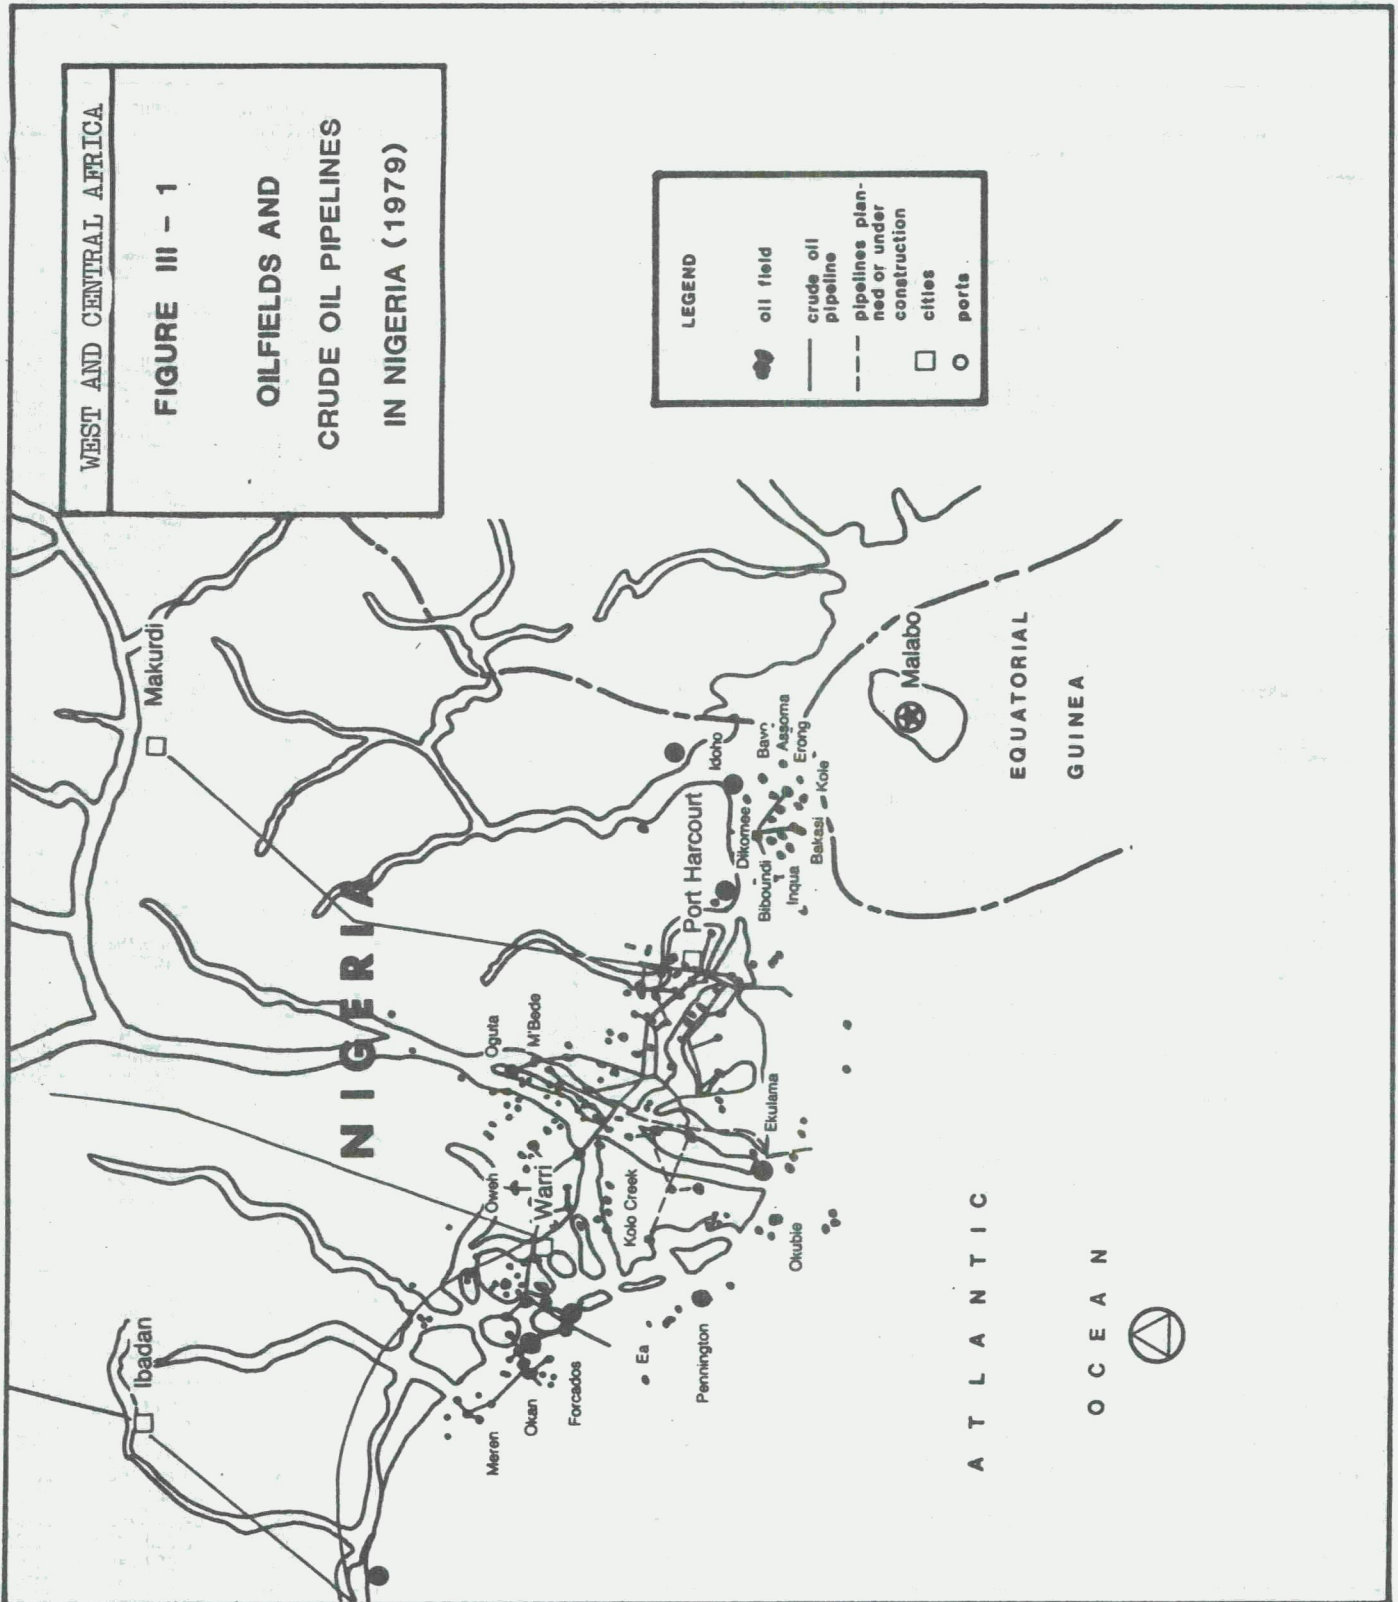 WEST AND CENTRAL AFRICA
FIGURE III - 1
OILFIELDS AND
CRUDE OIL PIPELINES
IN NIGERIA (1979)
LEGEND
oil field
crude oil
pipeline
pipelines plan-
ned or under
construction
cities
ports
Makurdi
Ibadan
NIGERIA
Oguta
M'Bede
Oweh
Warri
Kolo Creek
Meren
Okan
Forcados
Ea
Pennington
Okubie
Ekulama
Port Harcourt
Idoho
Dikomee
Assoma
Erong
Kole
Biboundi
Inqua
Bakasi
Malabo
EQUATORIAL
GUINEA
ATLANTIC
OCEAN